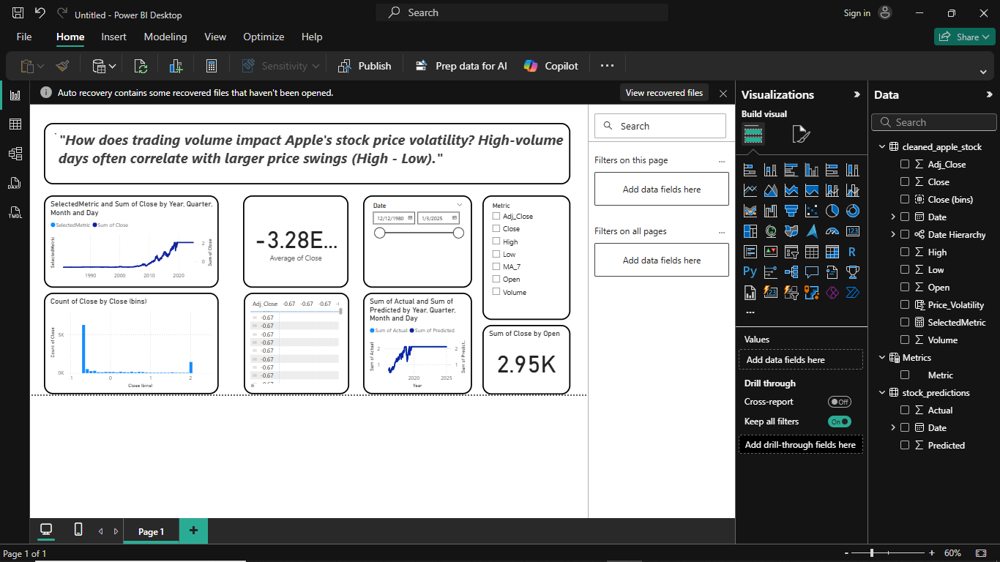 Untitled - Power BI Desktop
Search
Sign in
File
Home
Insert
Modeling
View
Optimize
Help
Share
Sensitivity
Publish
Prep data for AI
Copilot
Auto recovery contains some recovered files that haven't been opened.
View recovered files
"How does trading volume impact Apple's stock price volatility? High-volume
days often correlate with larger price swings (High - Low)."
SelectedMetric and Sum of Close by Year, Quarter,
Month and Day
SelectedMetric
Sum of Close
SelectedMetric
2
0
Sum of Close
1990
2000
2010
2020
-3.28E...
Average of Close
Date
12/12/1980
1/3/2025
Metric
Adj_Close
Close
High
Low
MA_7
Open
Volume
Count of Close by Close (bins)
Count of Close
5K
0K
-1
0
1
2
Close (bins)
Adj_Close
-0.67
-0.67
-0.67
-0.67
-0.67
-0.67
-0.67
-0.67
-0.67
-0.67
-0.67
Sum of Actual and Sum of
Predicted by Year, Quarter,
Month and Day
Sum of Actual
Sum of Predicted
Sum of Actual
2
1
2
1
Sum of Predict...
2020
2025
Year
Sum of Close by Open
2.95K
Search
Filters on this page
...
Add data fields here
Filters on all pages
...
Add data fields here
Visualizations
Build visual
R
Py
123
...
Values
Add data fields here
Drill through
Cross-report
Off
Keep all filters
On
Add drill-through fields here
Data
Search
cleaned_apple_stock
Adj_Close
Close
Close (bins)
Date
Date Hierarchy
High
Low
Open
Price_Volatility
SelectedMetric
Volume
Metrics
Metric
stock_predictions
Actual
Date
Predicted
DAX
TMDL
Page 1
+
Page 1 of 1
- + 60%